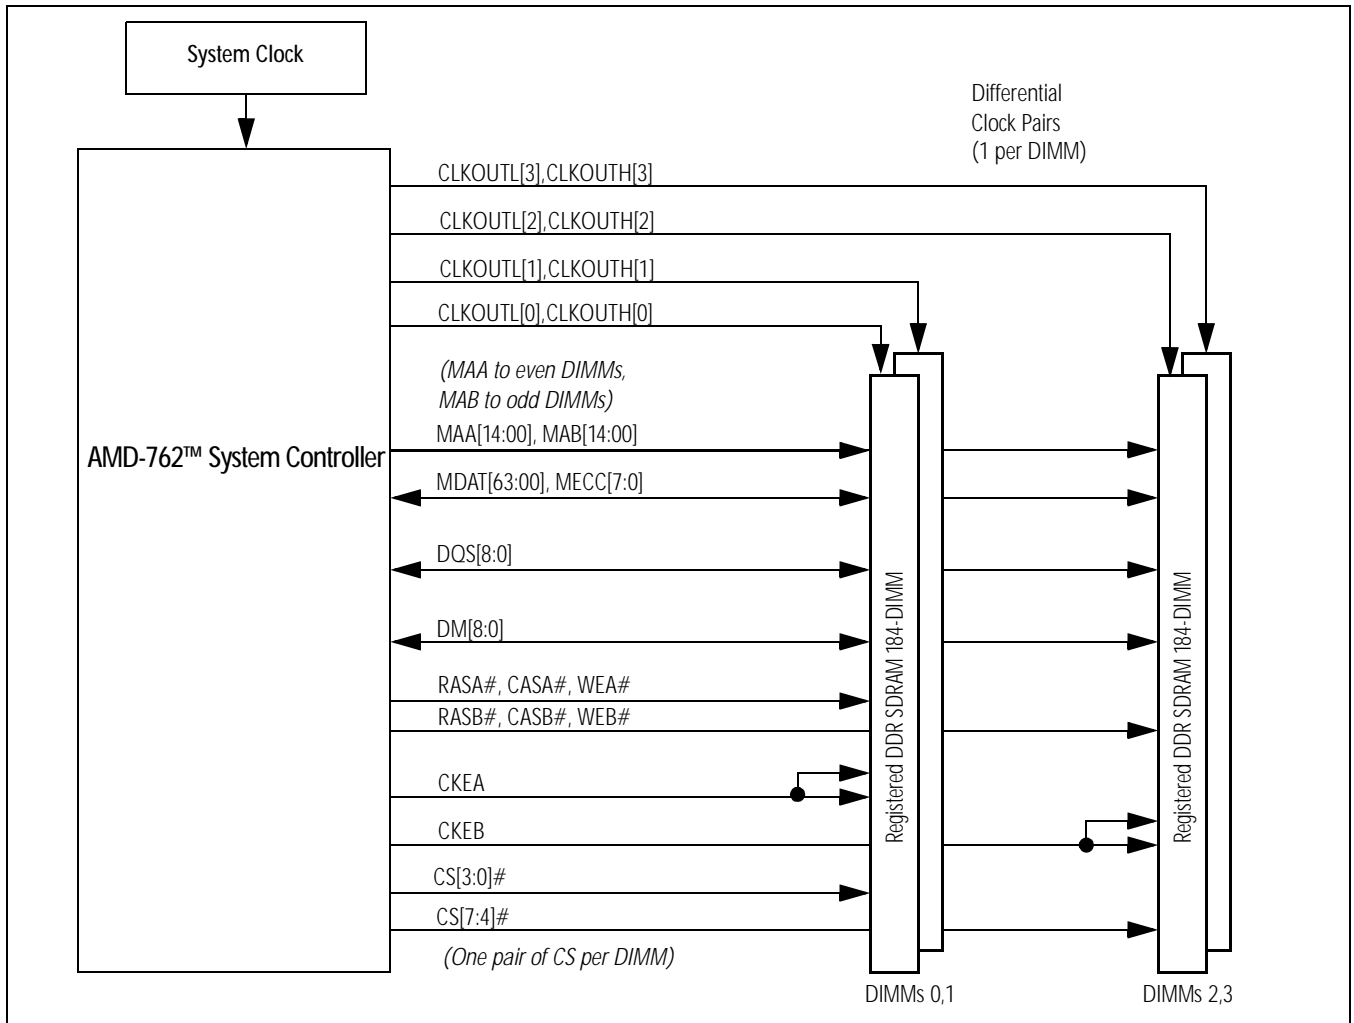 System Clock
Differential
Clock Pairs
(1 per DIMM)
CLKOUTL[3],CLKOUTH[3]
CLKOUTL[2],CLKOUTH[2]
CLKOUTL[1],CLKOUTH[1]
CLKOUTL[0],CLKOUTH[0]
(MAA to even DIMMs,
MAB to odd DIMMs)
MAA[14:00], MAB[14:00]
AMD-762™ System Controller
MDAT[63:00], MECC[7:0]
DQS[8:0]
DM[8:0]
RASA#, CASA#, WEA#
RASB#, CASB#, WEB#
CKEA
CKEB
CS[3:0]#
CS[7:4]#
(One pair of CS per DIMM)
Registered DDR SDRAM 184-DIMM
Registered DDR SDRAM 184-DIMM
DIMMs 0,1
DIMMs 2,3